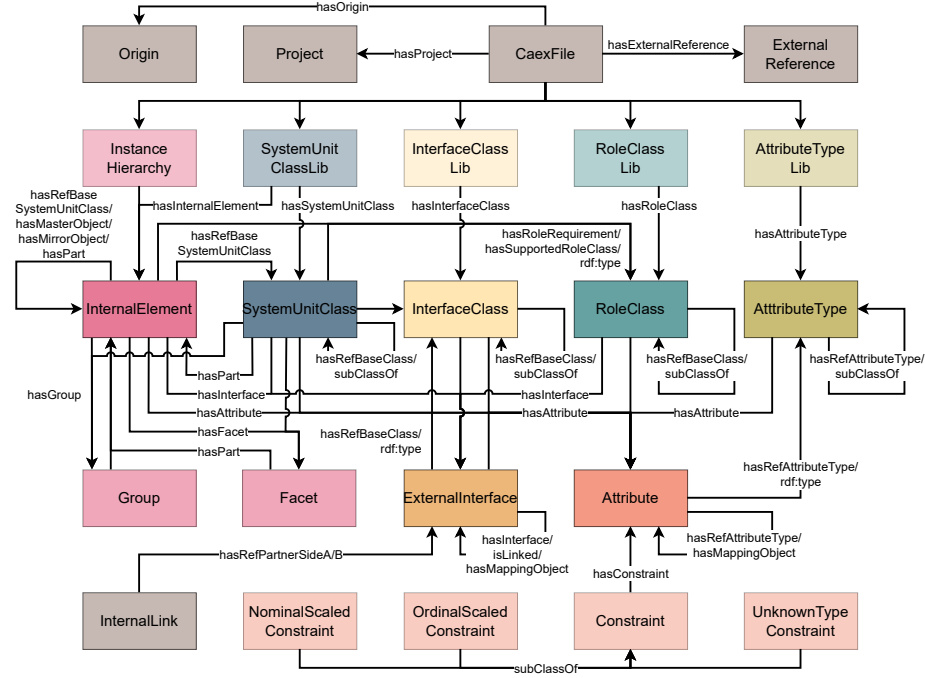 hasOrigin
Origin
Project
hasProject
CaexFile
hasExternalReference
External
Reference
Instance
Hierarchy
SystemUnit
ClassLib
InterfaceClass
Lib
RoleClass
Lib
AttributeType
Lib
hasRefBase
SystemUnitClass/
hasMasterObject/
hasMirrorObject/
hasPart
hasInternalElement
hasSystemUnitClass
hasInterfaceClass
hasRoleClass
hasRefBase
SystemUnitClass
hasRoleRequirement/
hasSupportedRoleClass/
rdf:type
hasAttributeType
InternalElement
SystemUnitClass
InterfaceClass
RoleClass
AtttributeType
hasRefBaseClass/
subClassOf
hasRefBaseClass/
subClassOf
hasRefBaseClass/
subClassOf
hasRefAttributeType/
subClassOf
hasPart
hasGroup
hasInterface
hasInterface
hasAttribute
hasAttribute
hasAttribute
hasFacet
hasPart
hasRefBaseClass/
rdf:type
hasRefAttributeType/
rdf:type
Group
Facet
ExternalInterface
Attribute
hasRefPartnerSideA/B
hasInterface/
isLinked/
hasMappingObject
hasRefAttributeType/
hasMappingObject
hasConstraint
InternalLink
NominalScaled
Constraint
OrdinalScaled
Constraint
Constraint
UnknownType
Constraint
subClassOf